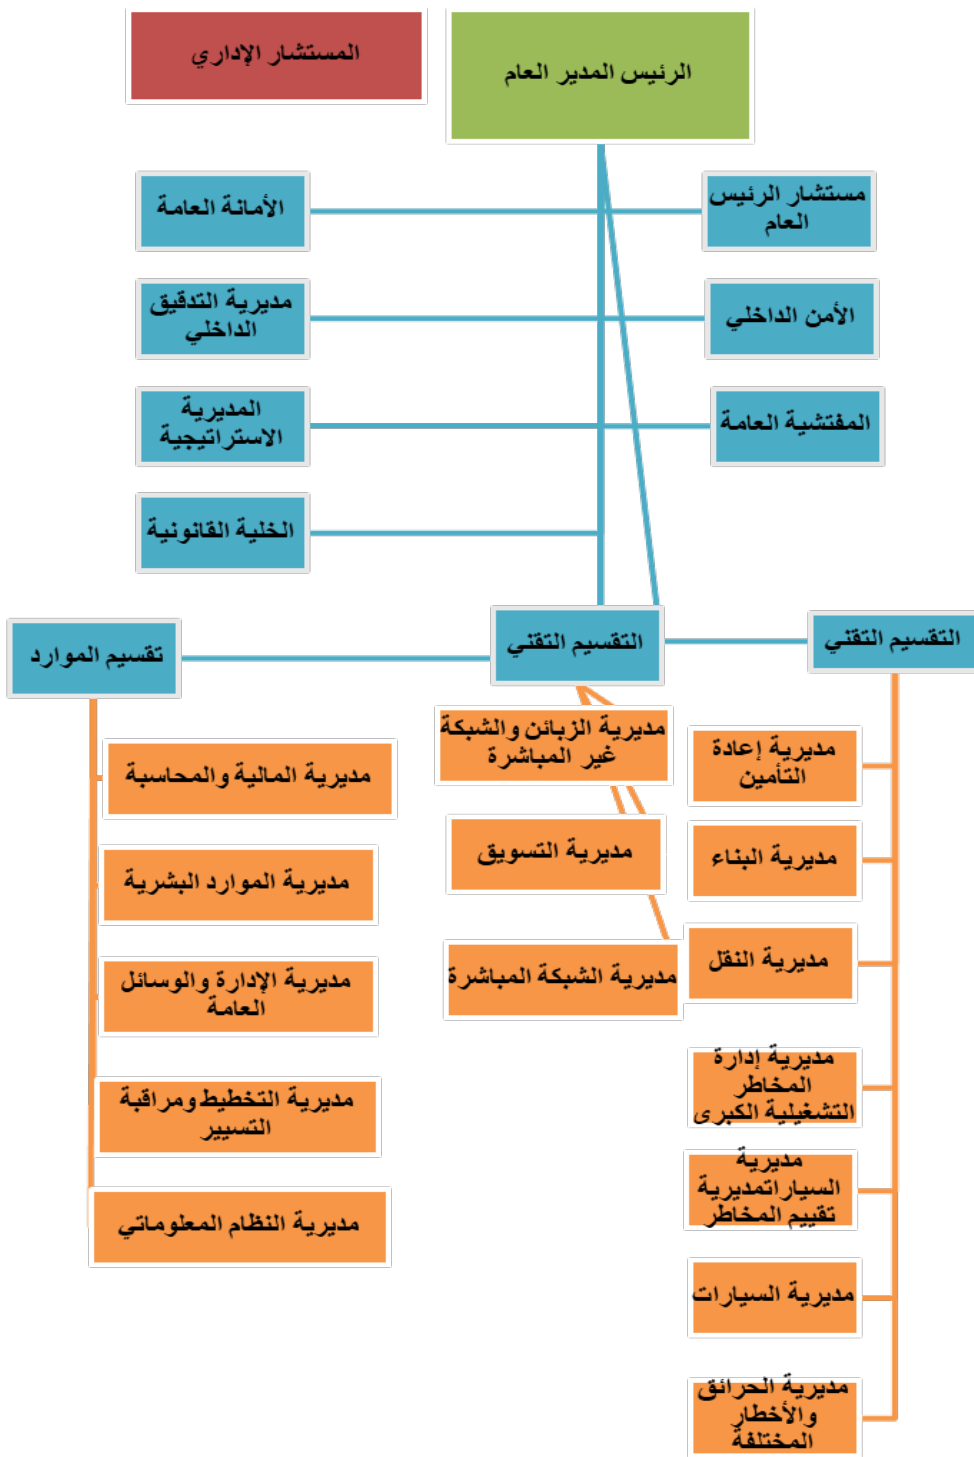 الرئيس المدير العام
المستشار الإداري
مستشار الرئيس
العام
الأمانة العامة
الأمن الداخلي
مديرية التدقيق
الداخلي
المفتشية العامة
المديرية
الاستراتيجية
الخلية القانونية
التقسيم التقني
التقسيم التقني
تقسيم الموارد
مديرية إعادة
التأمين
مديرية البناء
مديرية النقل
مديرية إدارة
المخاطر
التشغيلية الكبرى
مديرية
السياراتمديرية
تقييم المخاطر
مديرية السيارات
مديرية الحرائق
والأخطار
المختلفة
مديرية الزبائن والشبكة
غير المباشرة
مديرية التسويق
مديرية الشبكة المباشرة
مديرية المالية والمحاسبة
مديرية الموارد البشرية
مديرية الإدارة والوسائل
العامة
مديرية التخطيط ومراقبة
التسيير
مديرية النظام المعلوماتي